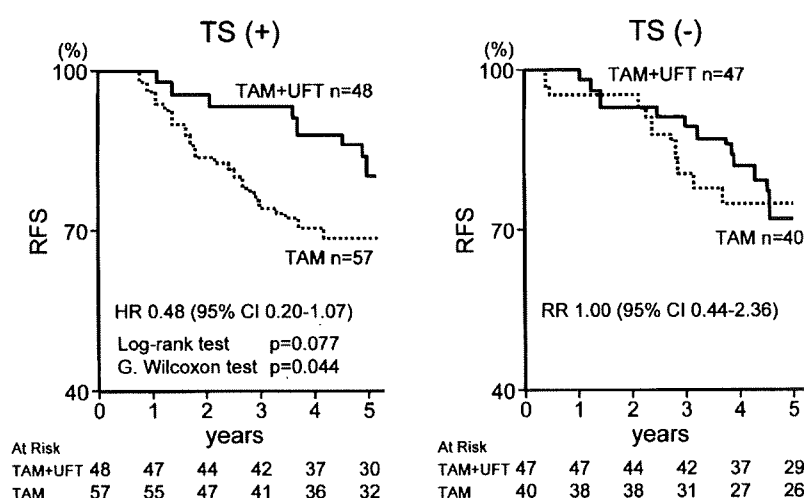 TS (+)
(%)
100
TAM+UFT n=48
RFS
70
TAM n=57
HR 0.48 (95% CI 0.20-1.07)
Log-rank test p=0.077
G. Wilcoxon test p=0.044
40
0 1 2 3 4 5
years
At Risk
TAM+UFT 48 47 44 42 37 30
TAM 57 55 47 41 36 32
TS (-)
(%)
100
TAM+UFT n=47
RFS
70
TAM n=40
RR 1.00 (95% CI 0.44-2.36)
40
0 1 2 3 4 5
years
At Risk
TAM+UFT 47 47 44 42 37 29
TAM 40 38 38 31 27 26